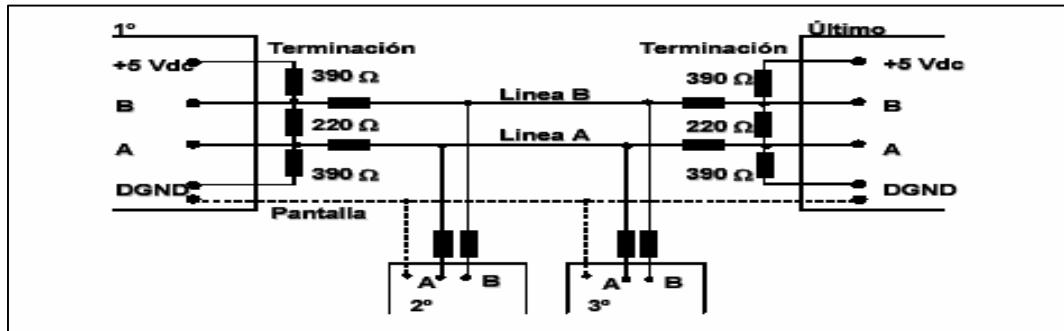 1º
Último
Terminación
Terminación
+5 Vdc
390 Ω
390 Ω
+5 Vdc
B
Linea B
B
220 Ω
220 Ω
A
Linea A
A
390 Ω
390 Ω
DGND
DGND
Pantalla
A
B
A
B
2º
3º